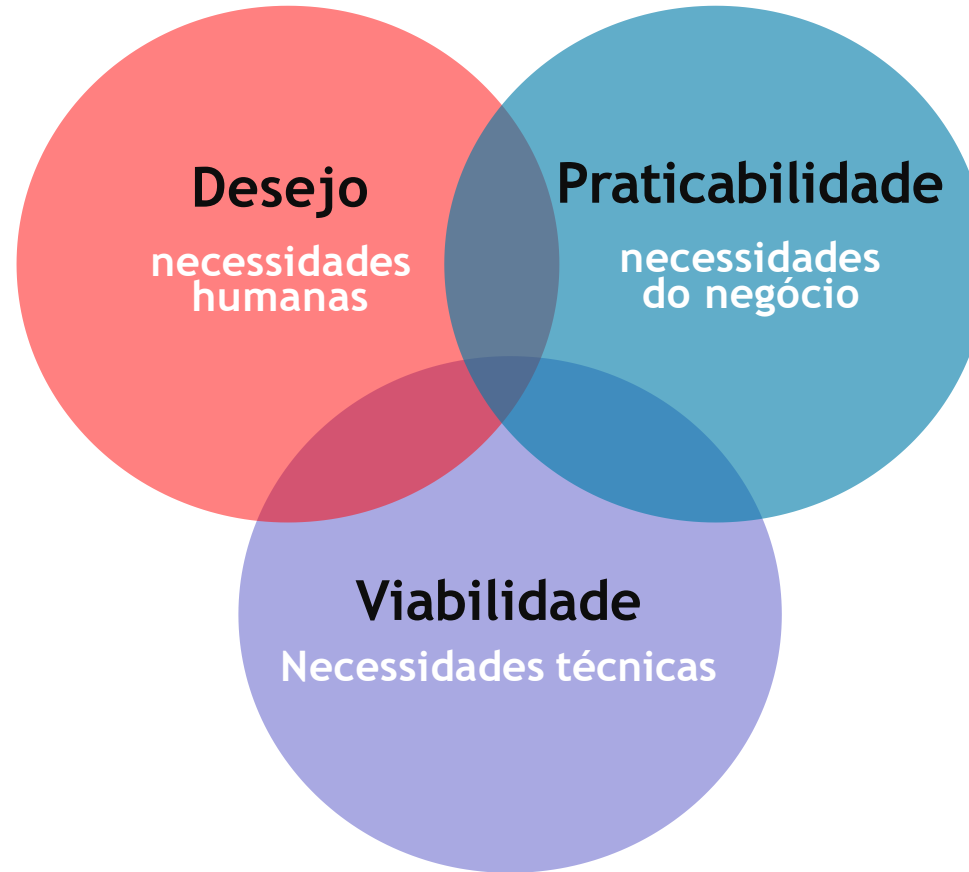 Desejo
necessidades
humanas
Praticabilidade
necessidades
do negócio
Viabilidade
Necessidades técnicas